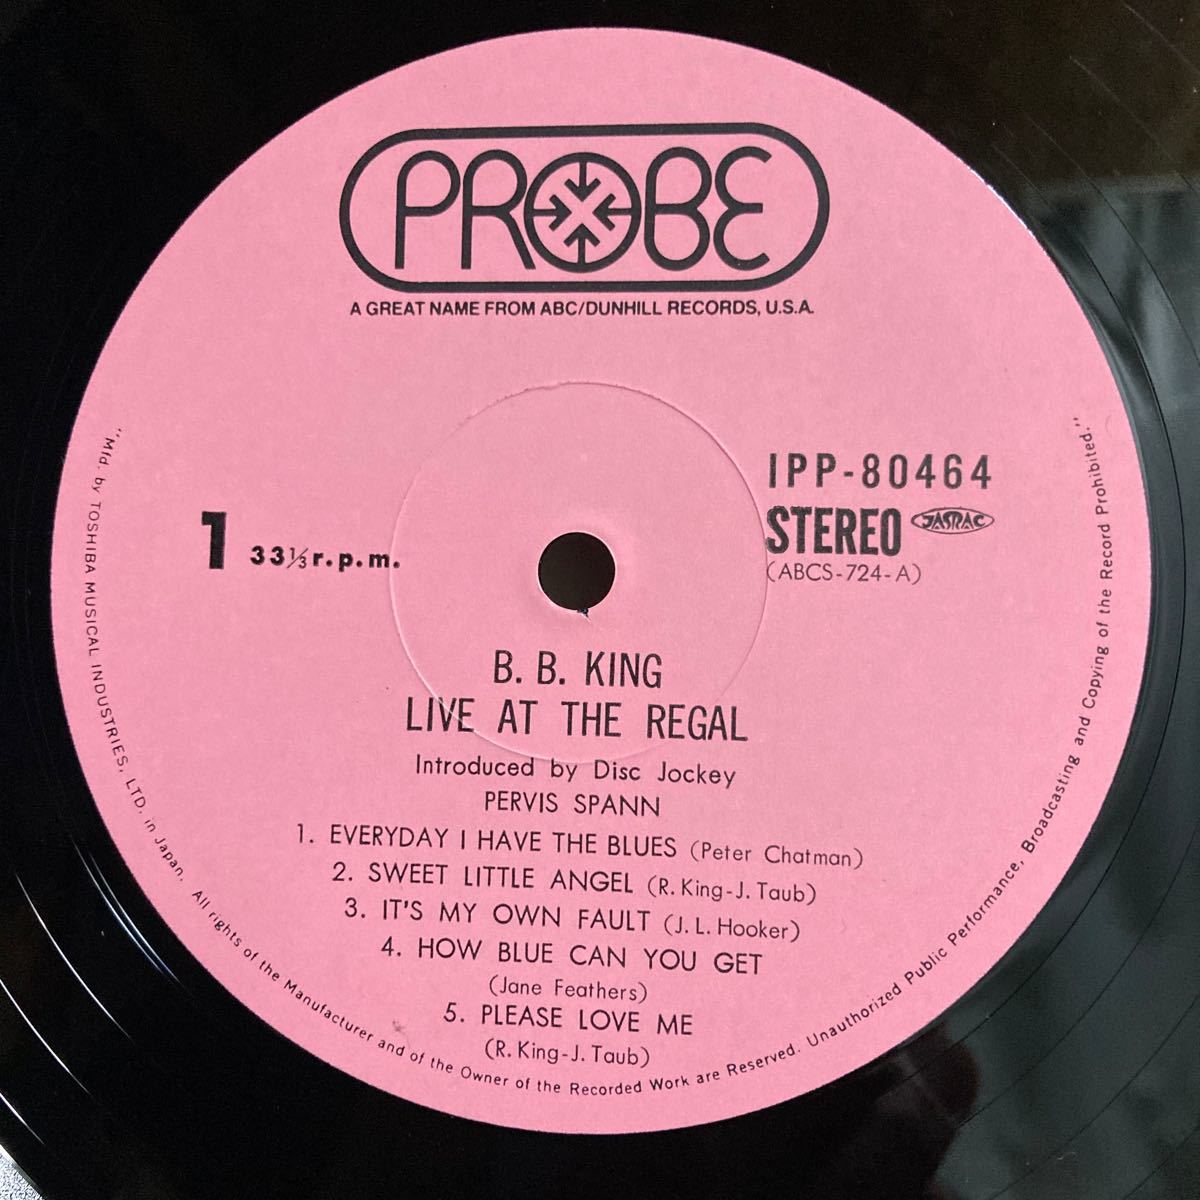 PROBE
A GREAT NAME FROM ABC/DUNHILL RECORDS, U.S.A.
IPP-80464
1 33⅓ r.p.m.
STEREO JASRAC
(ABCS-724-A)
B. B. KING
LIVE AT THE REGAL
Introduced by Disc Jockey
PERVIS SPANN
1. EVERYDAY I HAVE THE BLUES (Peter Chatman)
2. SWEET LITTLE ANGEL (R. King-J. Taub)
3. IT'S MY OWN FAULT (J. L. Hooker)
4. HOW BLUE CAN YOU GET
(Jane Feathers)
5. PLEASE LOVE ME
(R. King-J. Taub)
"Mfd. by TOSHIBA MUSICAL INDUSTRIES, LTD. in Japan. All rights of the Manufacturer and of the Owner of the Recorded Work are Reserved. Unauthorized Public Performance, Broadcasting and Copying of the Record Prohibited."